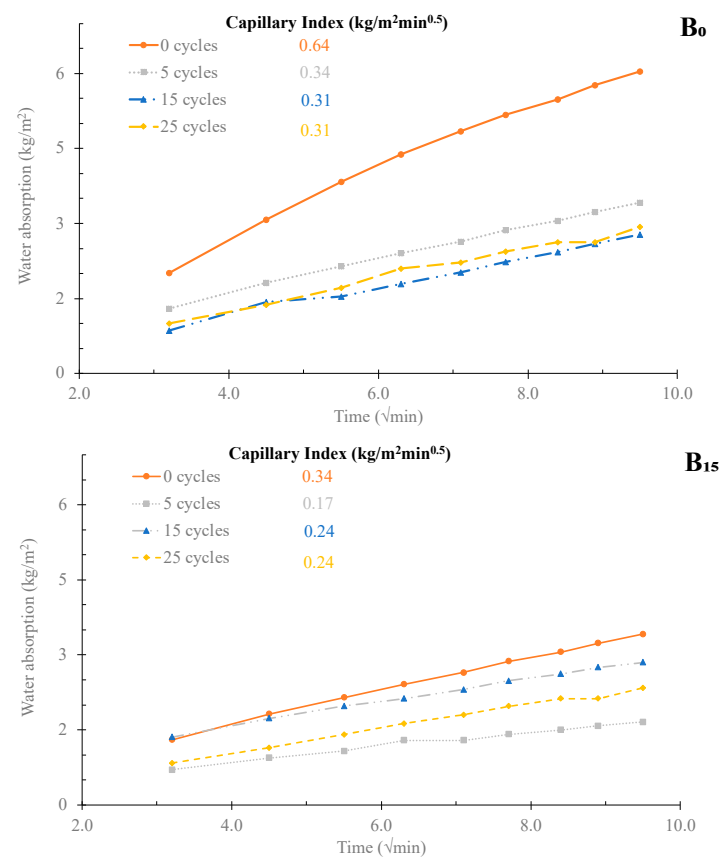 Capillary Index (kg/m²min⁰·⁵)
B₀
0 cycles 0.64
5 cycles 0.34
15 cycles 0.31
25 cycles 0.31
Water absorption (kg/m²)
6
5
3
2
0
2.0 4.0 6.0 8.0 10.0
Time (√min)
Capillary Index (kg/m²min⁰·⁵)
B₁₅
0 cycles 0.34
5 cycles 0.17
15 cycles 0.24
25 cycles 0.24
Water absorption (kg/m²)
6
5
3
2
0
2.0 4.0 6.0 8.0 10.0
Time (√min)